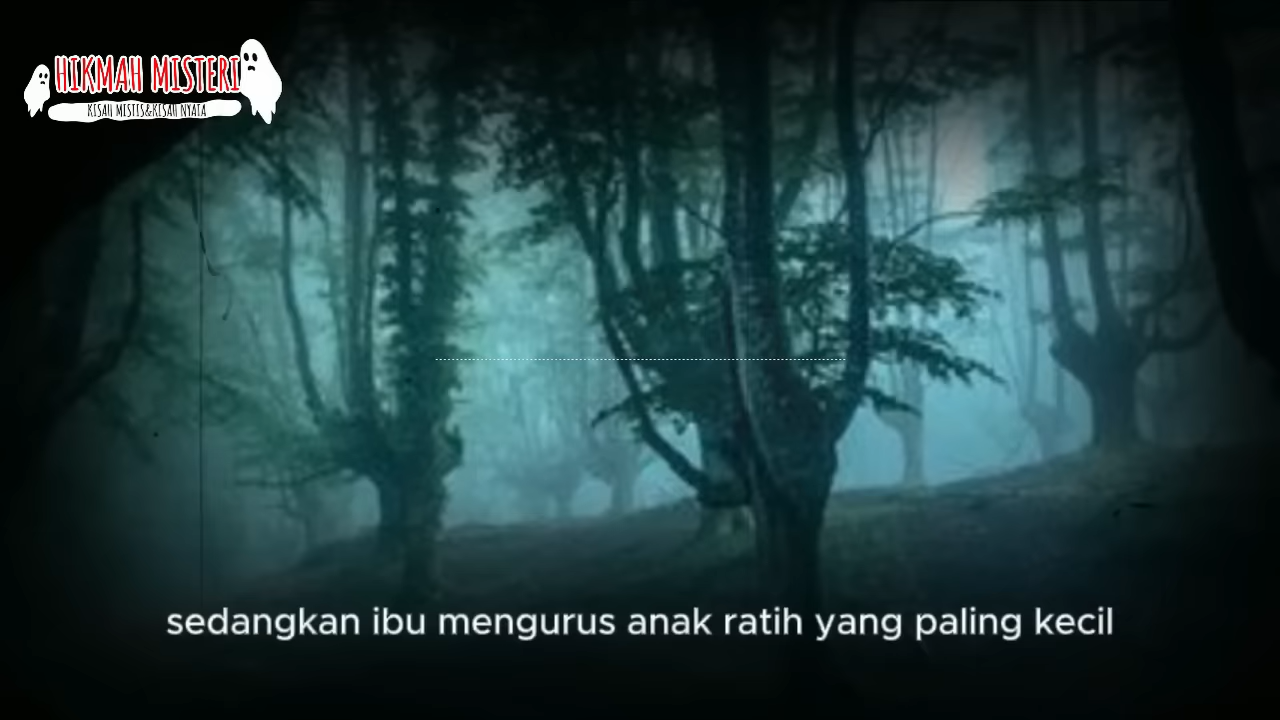 HIKMAH MISTERI
KISAH MISTIS&KISAH NYATA
sedangkan ibu mengurus anak ratih yang paling kecil